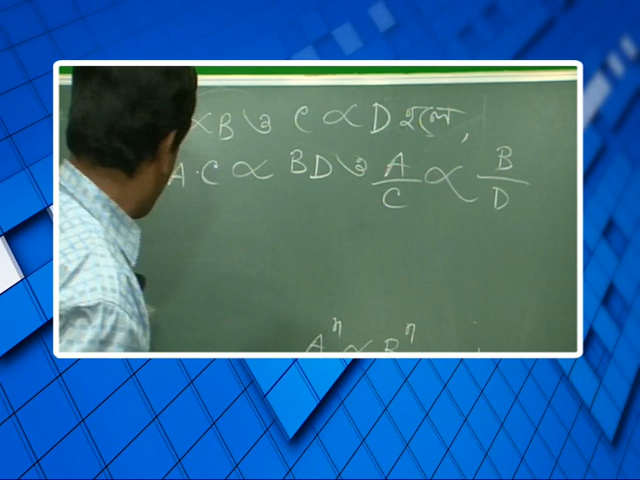 ∝ B ও C ∝ D হলে,
A · C ∝ BD ও A/C ∝ B/D
Aⁿ ∝ Bⁿ